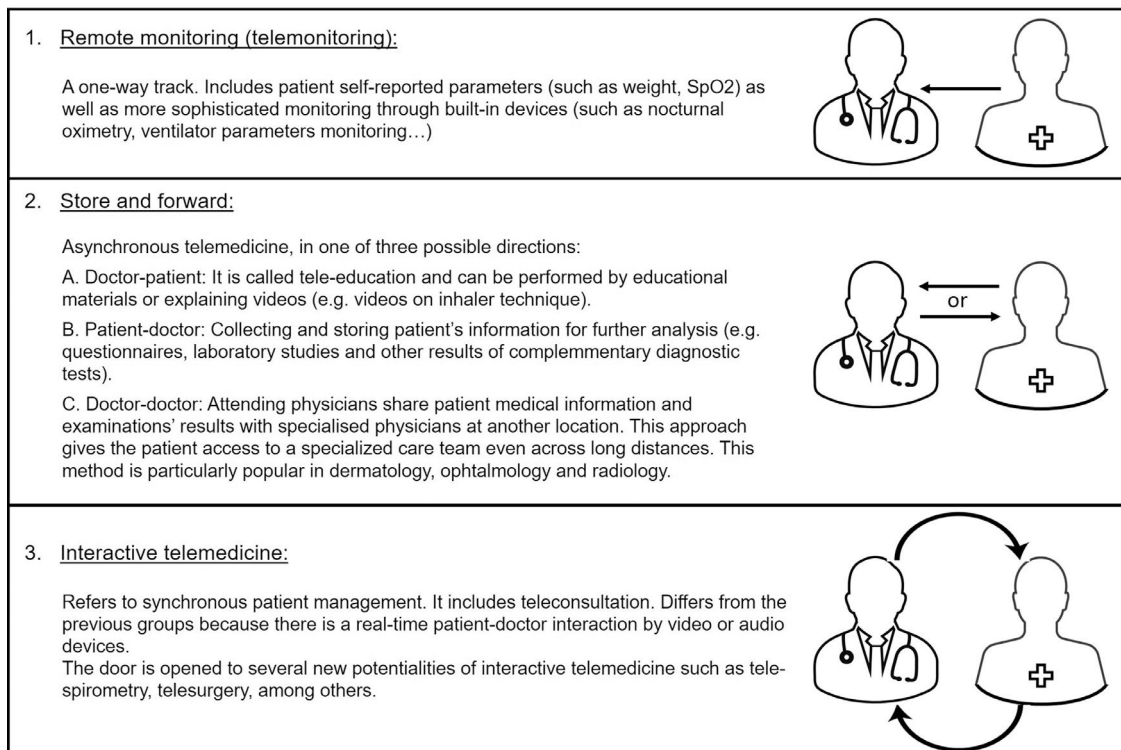 1. Remote monitoring (telemonitoring):
A one-way track. Includes patient self-reported parameters (such as weight, SpO2) as
well as more sophisticated monitoring through built-in devices (such as nocturnal
oximetry, ventilator parameters monitoring…)
2. Store and forward:
Asynchronous telemedicine, in one of three possible directions:
A. Doctor-patient: It is called tele-education and can be performed by educational
materials or explaining videos (e.g. videos on inhaler technique).
B. Patient-doctor: Collecting and storing patient’s information for further analysis (e.g.
questionnaires, laboratory studies and other results of complemmentary diagnostic
tests).
C. Doctor-doctor: Attending physicians share patient medical information and
examinations’ results with specialised physicians at another location. This approach
gives the patient access to a specialized care team even across long distances. This
method is particularly popular in dermatology, ophtalmology and radiology.
or
3. Interactive telemedicine:
Refers to synchronous patient management. It includes teleconsultation. Differs from the
previous groups because there is a real-time patient-doctor interaction by video or audio
devices.
The door is opened to several new potentialities of interactive telemedicine such as tele-
spirometry, telesurgery, among others.